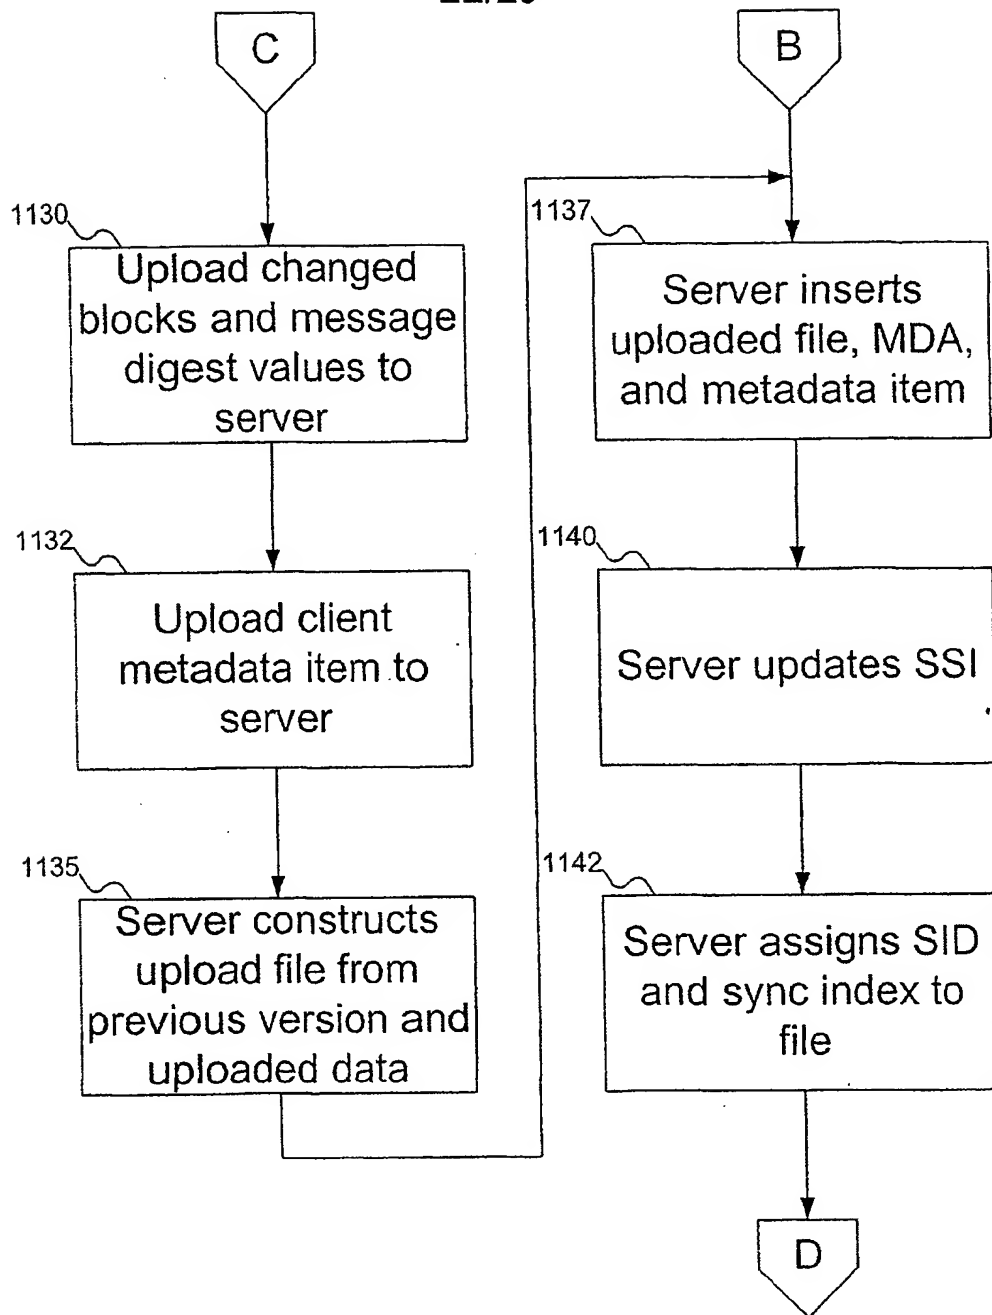 C
1130
Upload changed
blocks and message
digest values to
server
1132
Upload client
metadata item to
server
1135
Server constructs
upload file from
previous version and
uploaded data
B
1137
Server inserts
uploaded file, MDA,
and metadata item
1140
Server updates SSI
1142
Server assigns SID
and sync index to
file
D